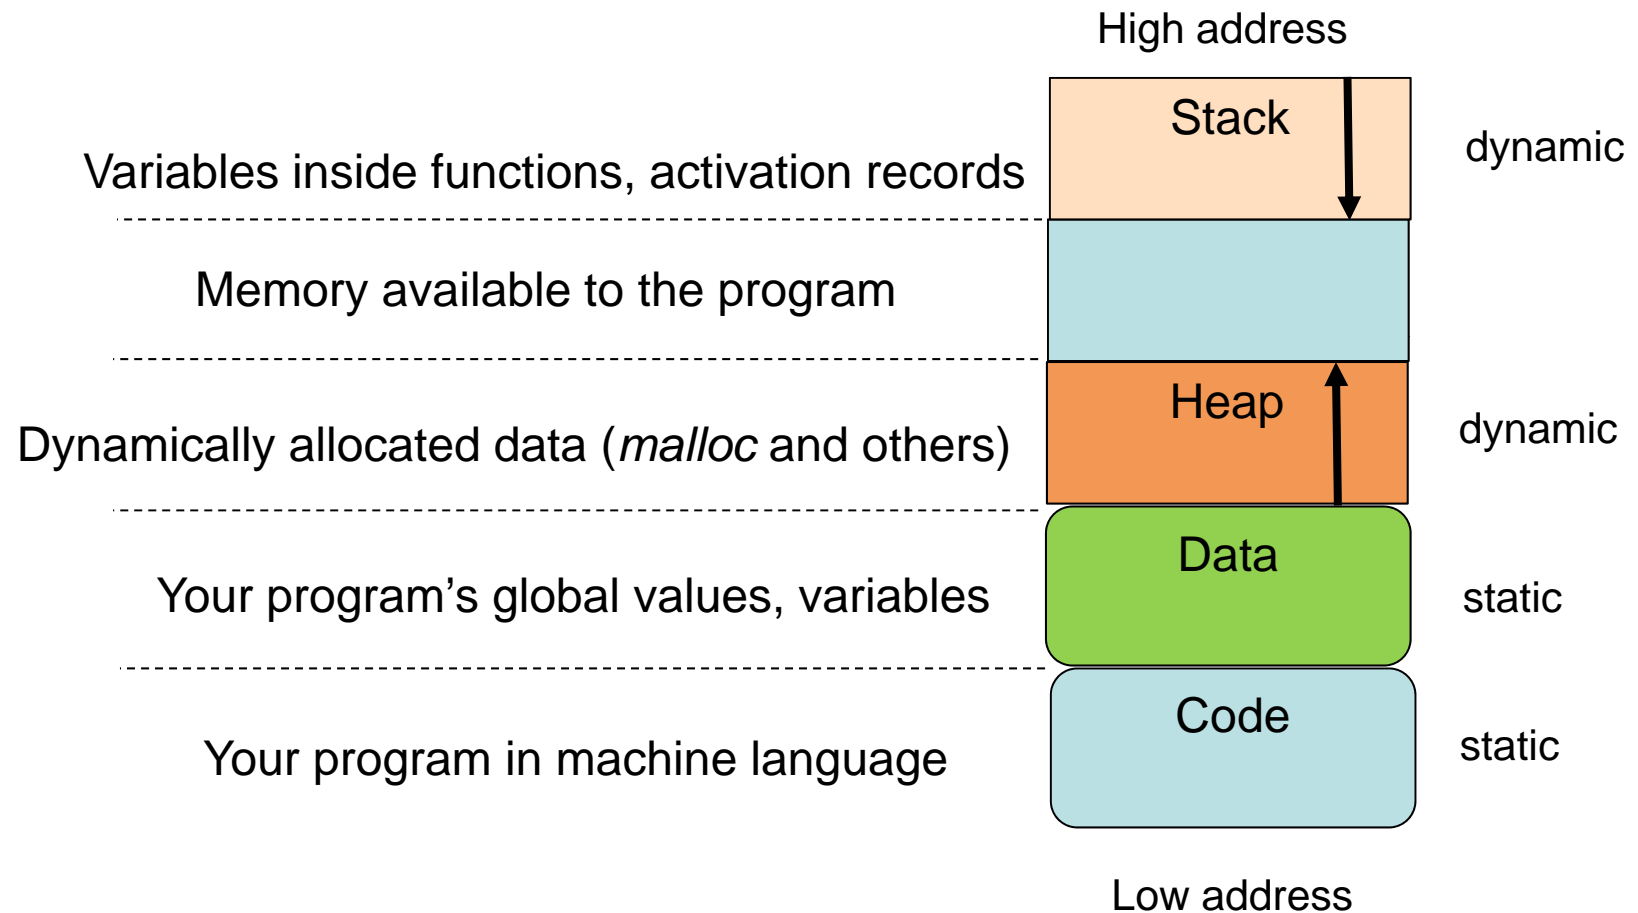 High address
Stack
dynamic
Variables inside functions, activation records
Memory available to the program
Heap
dynamic
Dynamically allocated data (malloc and others)
Data
Your program’s global values, variables
static
Code
static
Your program in machine language
Low address